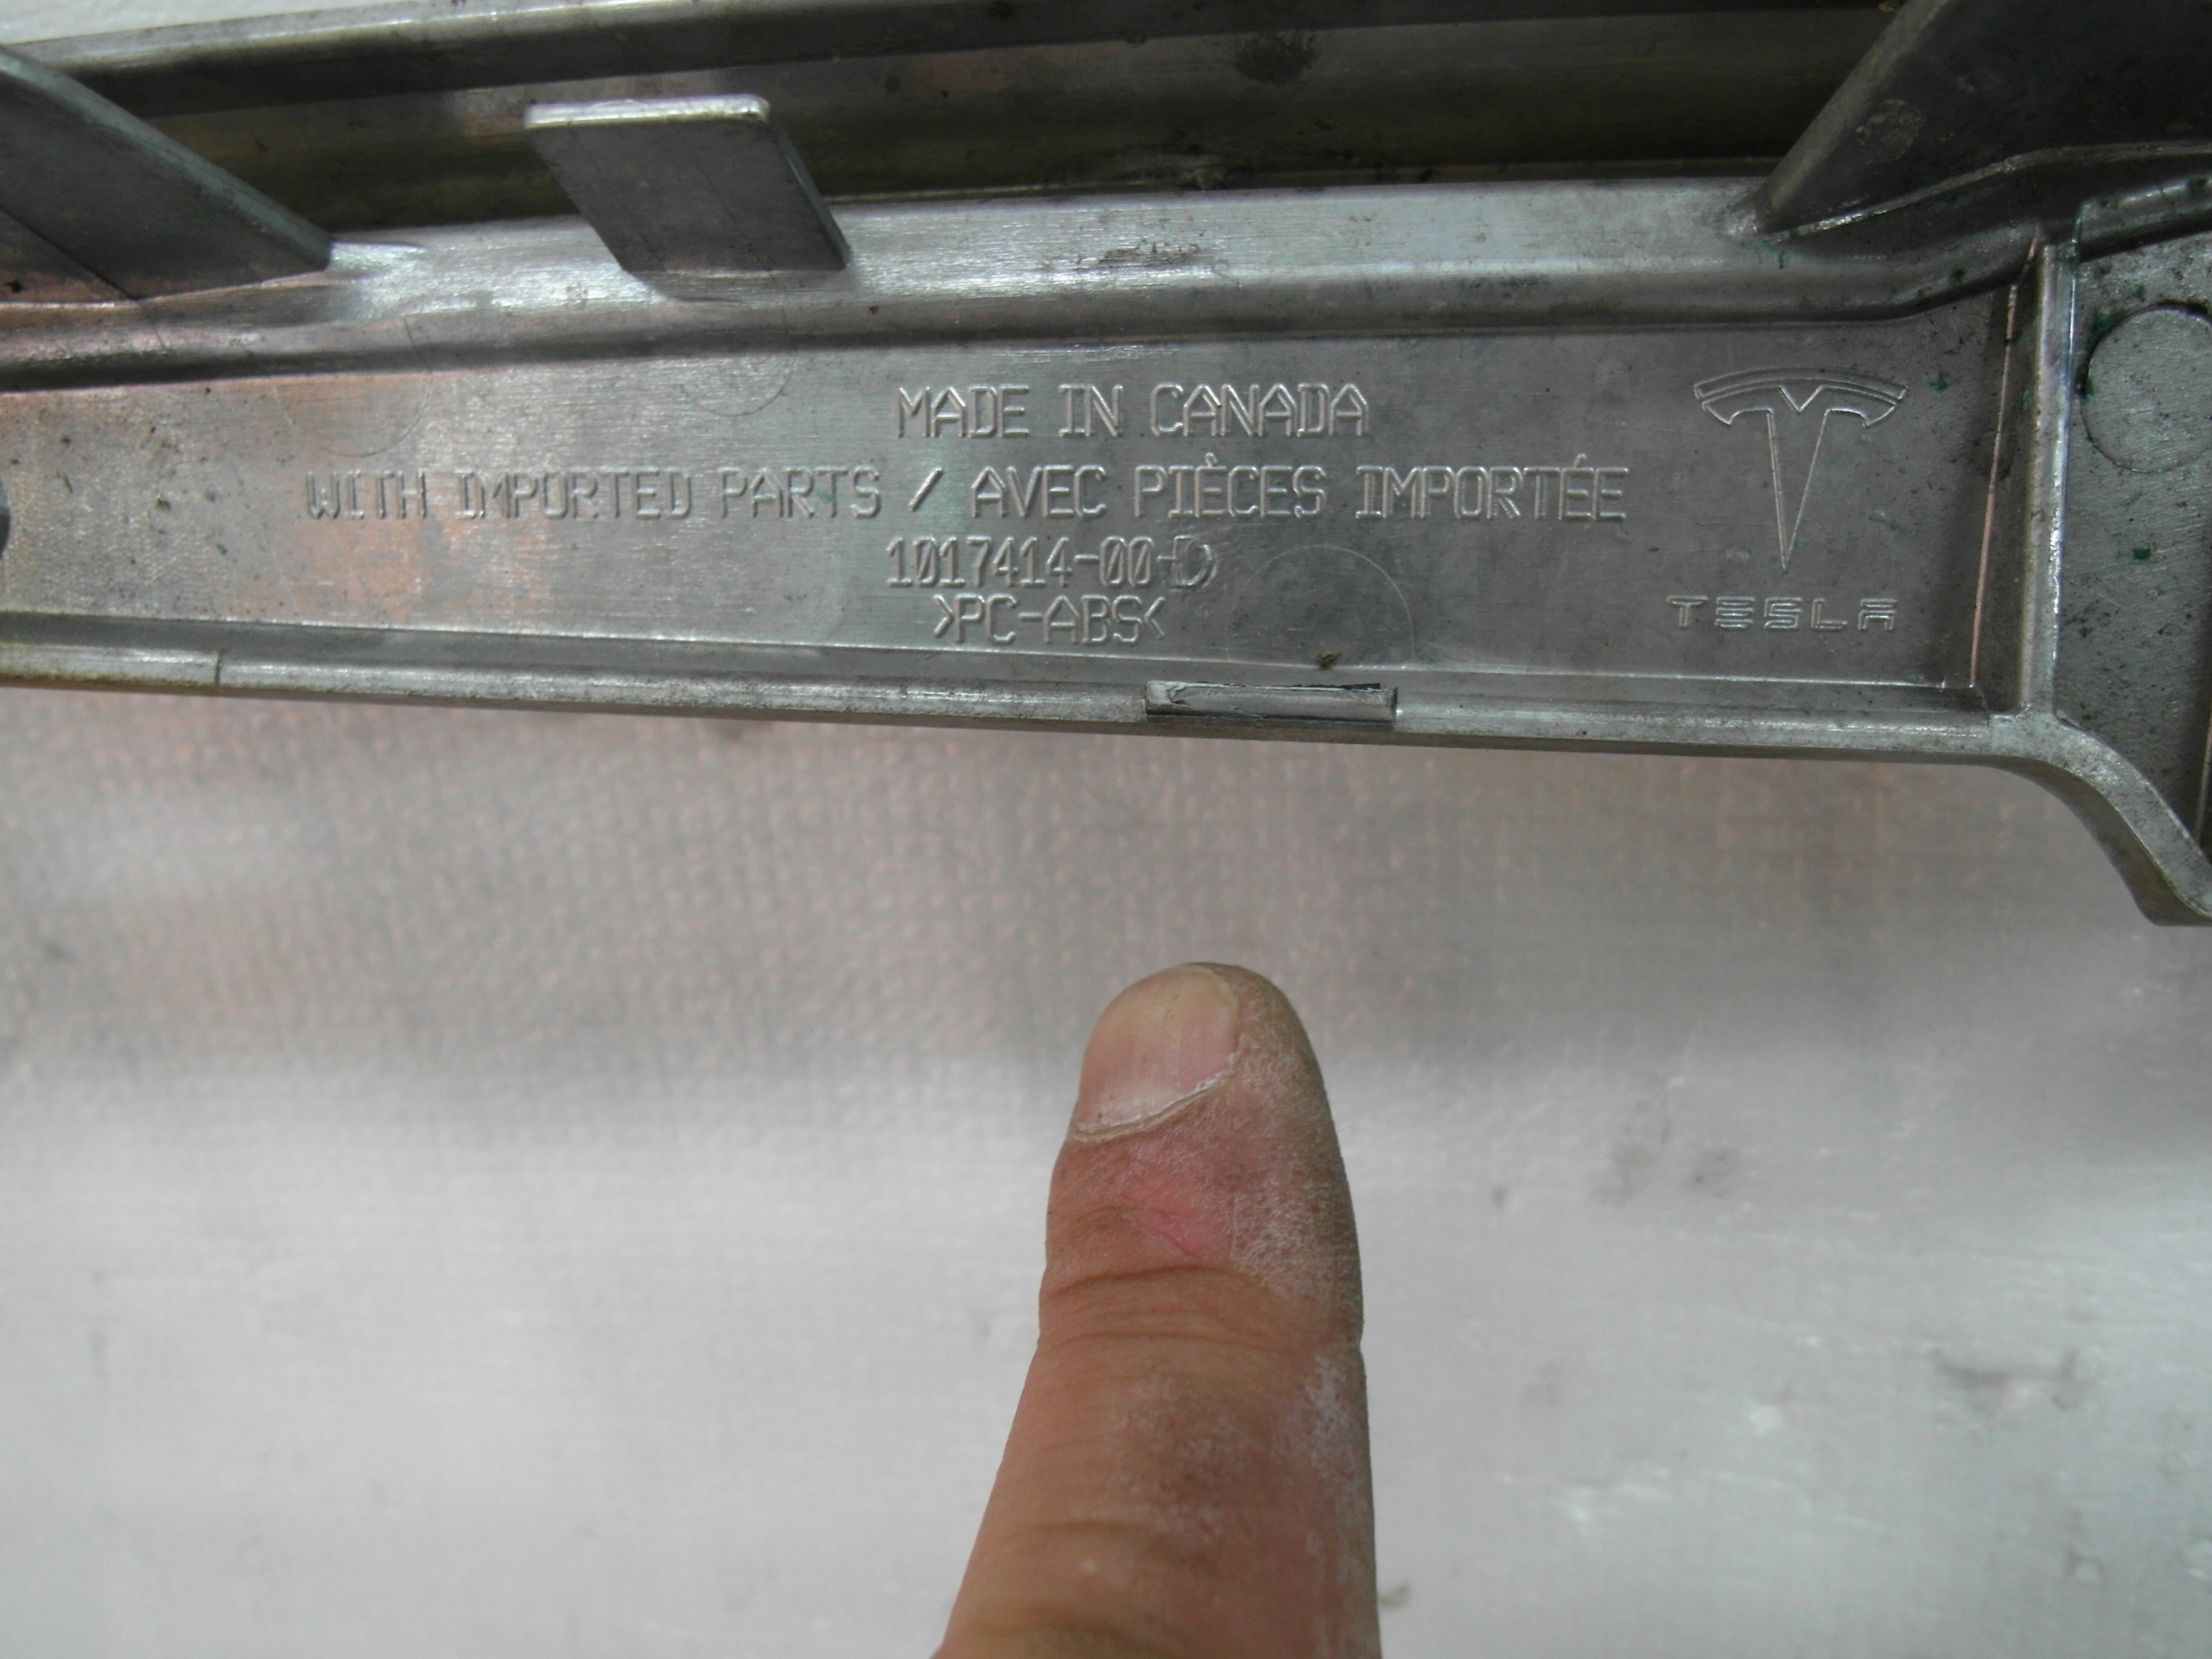 MADE IN CANADA
WITH IMPORTED PARTS / AVEC PIÈCES IMPORTÉE
1017414-00-D
>PC-ABS<
TESLA